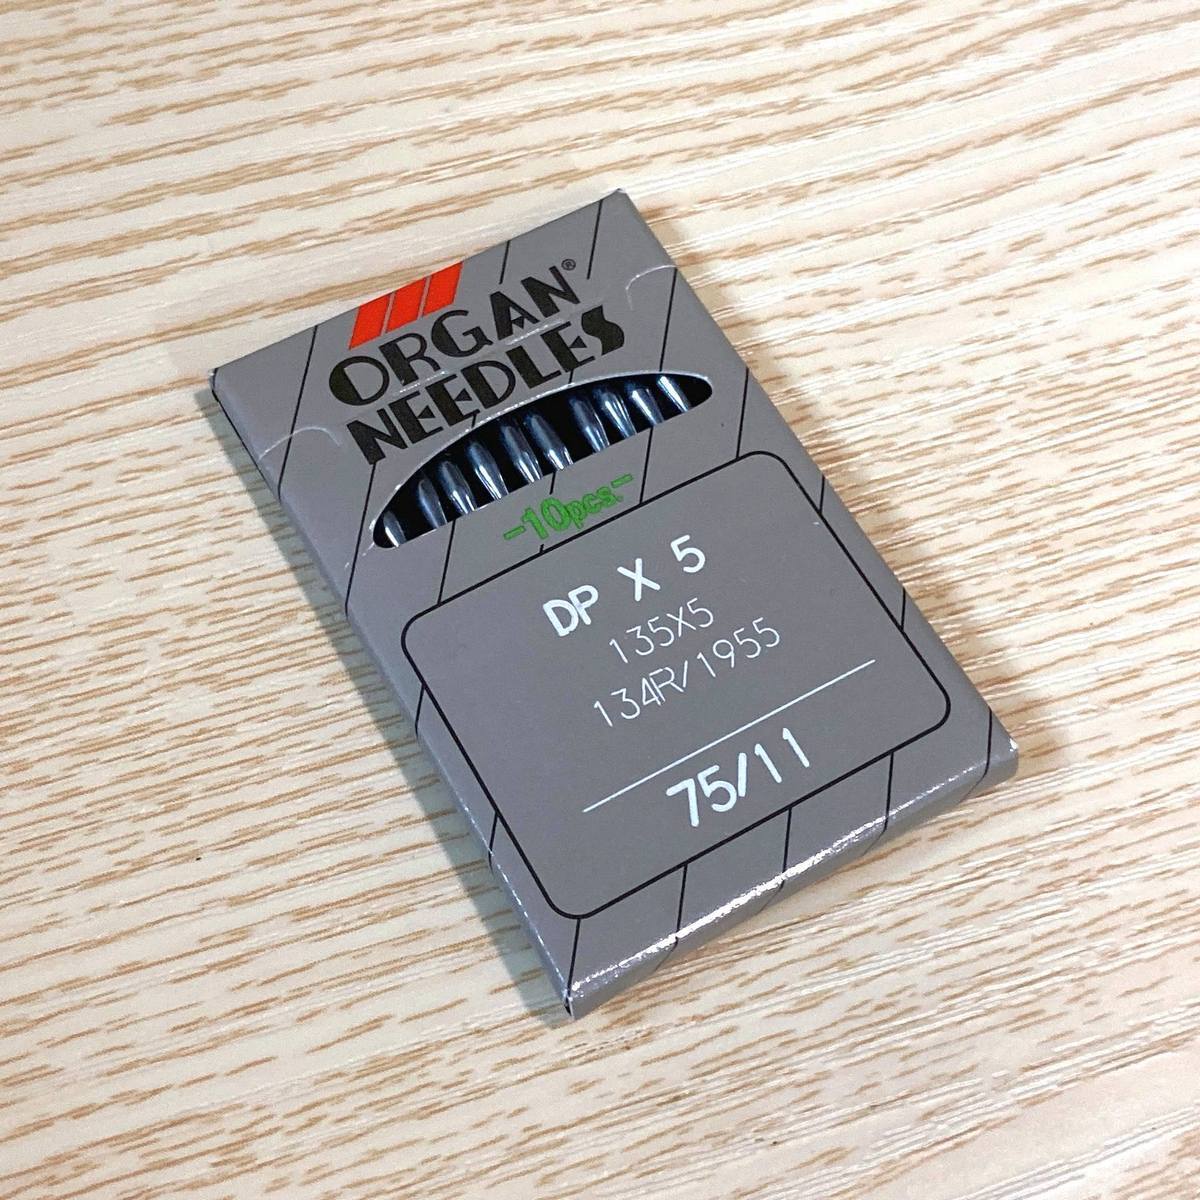 ORGAN®
NEEDLES
-10pcs.-
DP X 5
135X5
134R/1955
75/11